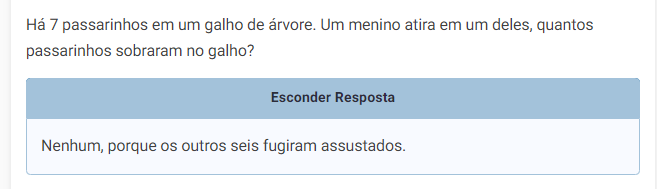 Há 7 passarinhos em um galho de árvore. Um menino atira em um deles, quantos
passarinhos sobraram no galho?
Esconder Resposta
Nenhum, porque os outros seis fugiram assustados.